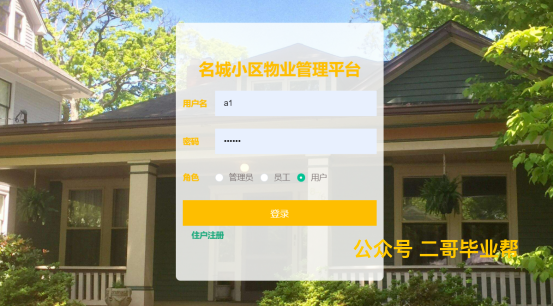 名城小区物业管理平台
用户名 a1
密码 ••••••
角色 管理员 员工 用户
登录
住户注册
公众号 二哥毕业帮